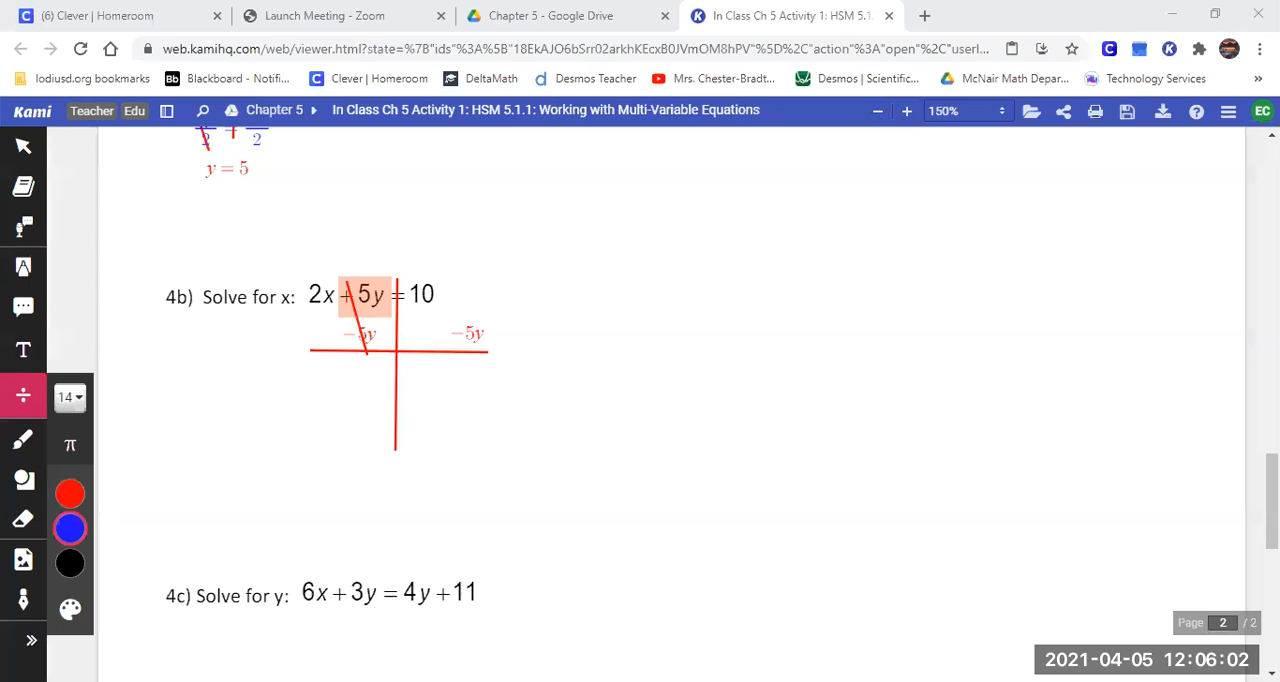 (6) Clever | Homeroom
Launch Meeting - Zoom
Chapter 5 - Google Drive
In Class Ch 5 Activity 1: HSM 5.1.1
web.kamihq.com/web/viewer.html?state=%7B"ids"%3A%5B"18EkAJO6bSrr02arkhKEcxB0JVmOM8hPV"%5D%2C"action"%3A"open"%2C"userI...
lodiusd.org bookmarks
Bb Blackboard - Notifi...
Clever | Homeroom
DeltaMath
Desmos Teacher
Mrs. Chester-Bradt...
Desmos | Scientific...
McNair Math Depar...
Technology Services
»
Kami Teacher Edu
Chapter 5
In Class Ch 5 Activity 1: HSM 5.1.1: Working with Multi-Variable Equations
150%
EC
2 2
y = 5
4b) Solve for x: 2x + 5y = 10
−5y −5y
14
π
4c) Solve for y: 6x + 3y = 4y + 11
Page 2 / 2
2021-04-05 12:06:02